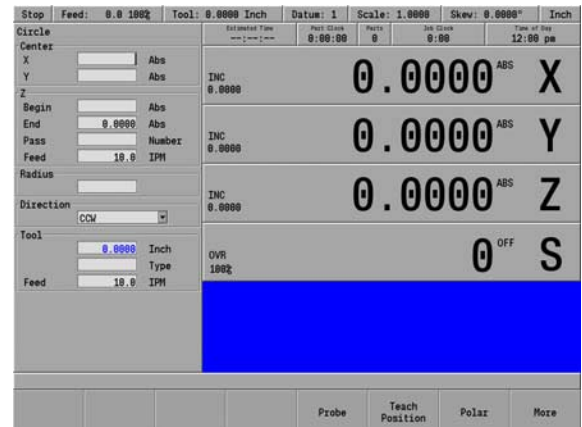 Stop Feed: 0.0 100% Tool: 0.0000 Inch Datum: 1 Scale: 1.0000 Skew: 0.0000° Inch
Circle
Estimated Time Part Clock Parts Job Clock Time of Day
--:--:-- 0:00:00 0 0:00 12:00 pm
Center
X Abs
Y Abs
Z
Begin Abs
End 0.0000 Abs
Pass Number
Feed 10.0 IPM
Radius
Direction
CCW
Tool
0.0000 Inch
Type
Feed 10.0 IPM
INC
0.0000
0.0000 ABS X
INC
0.0000
0.0000 ABS Y
INC
0.0000
0.0000 ABS Z
OVR
100%
0 OFF S
Probe
Teach
Position
Polar
More